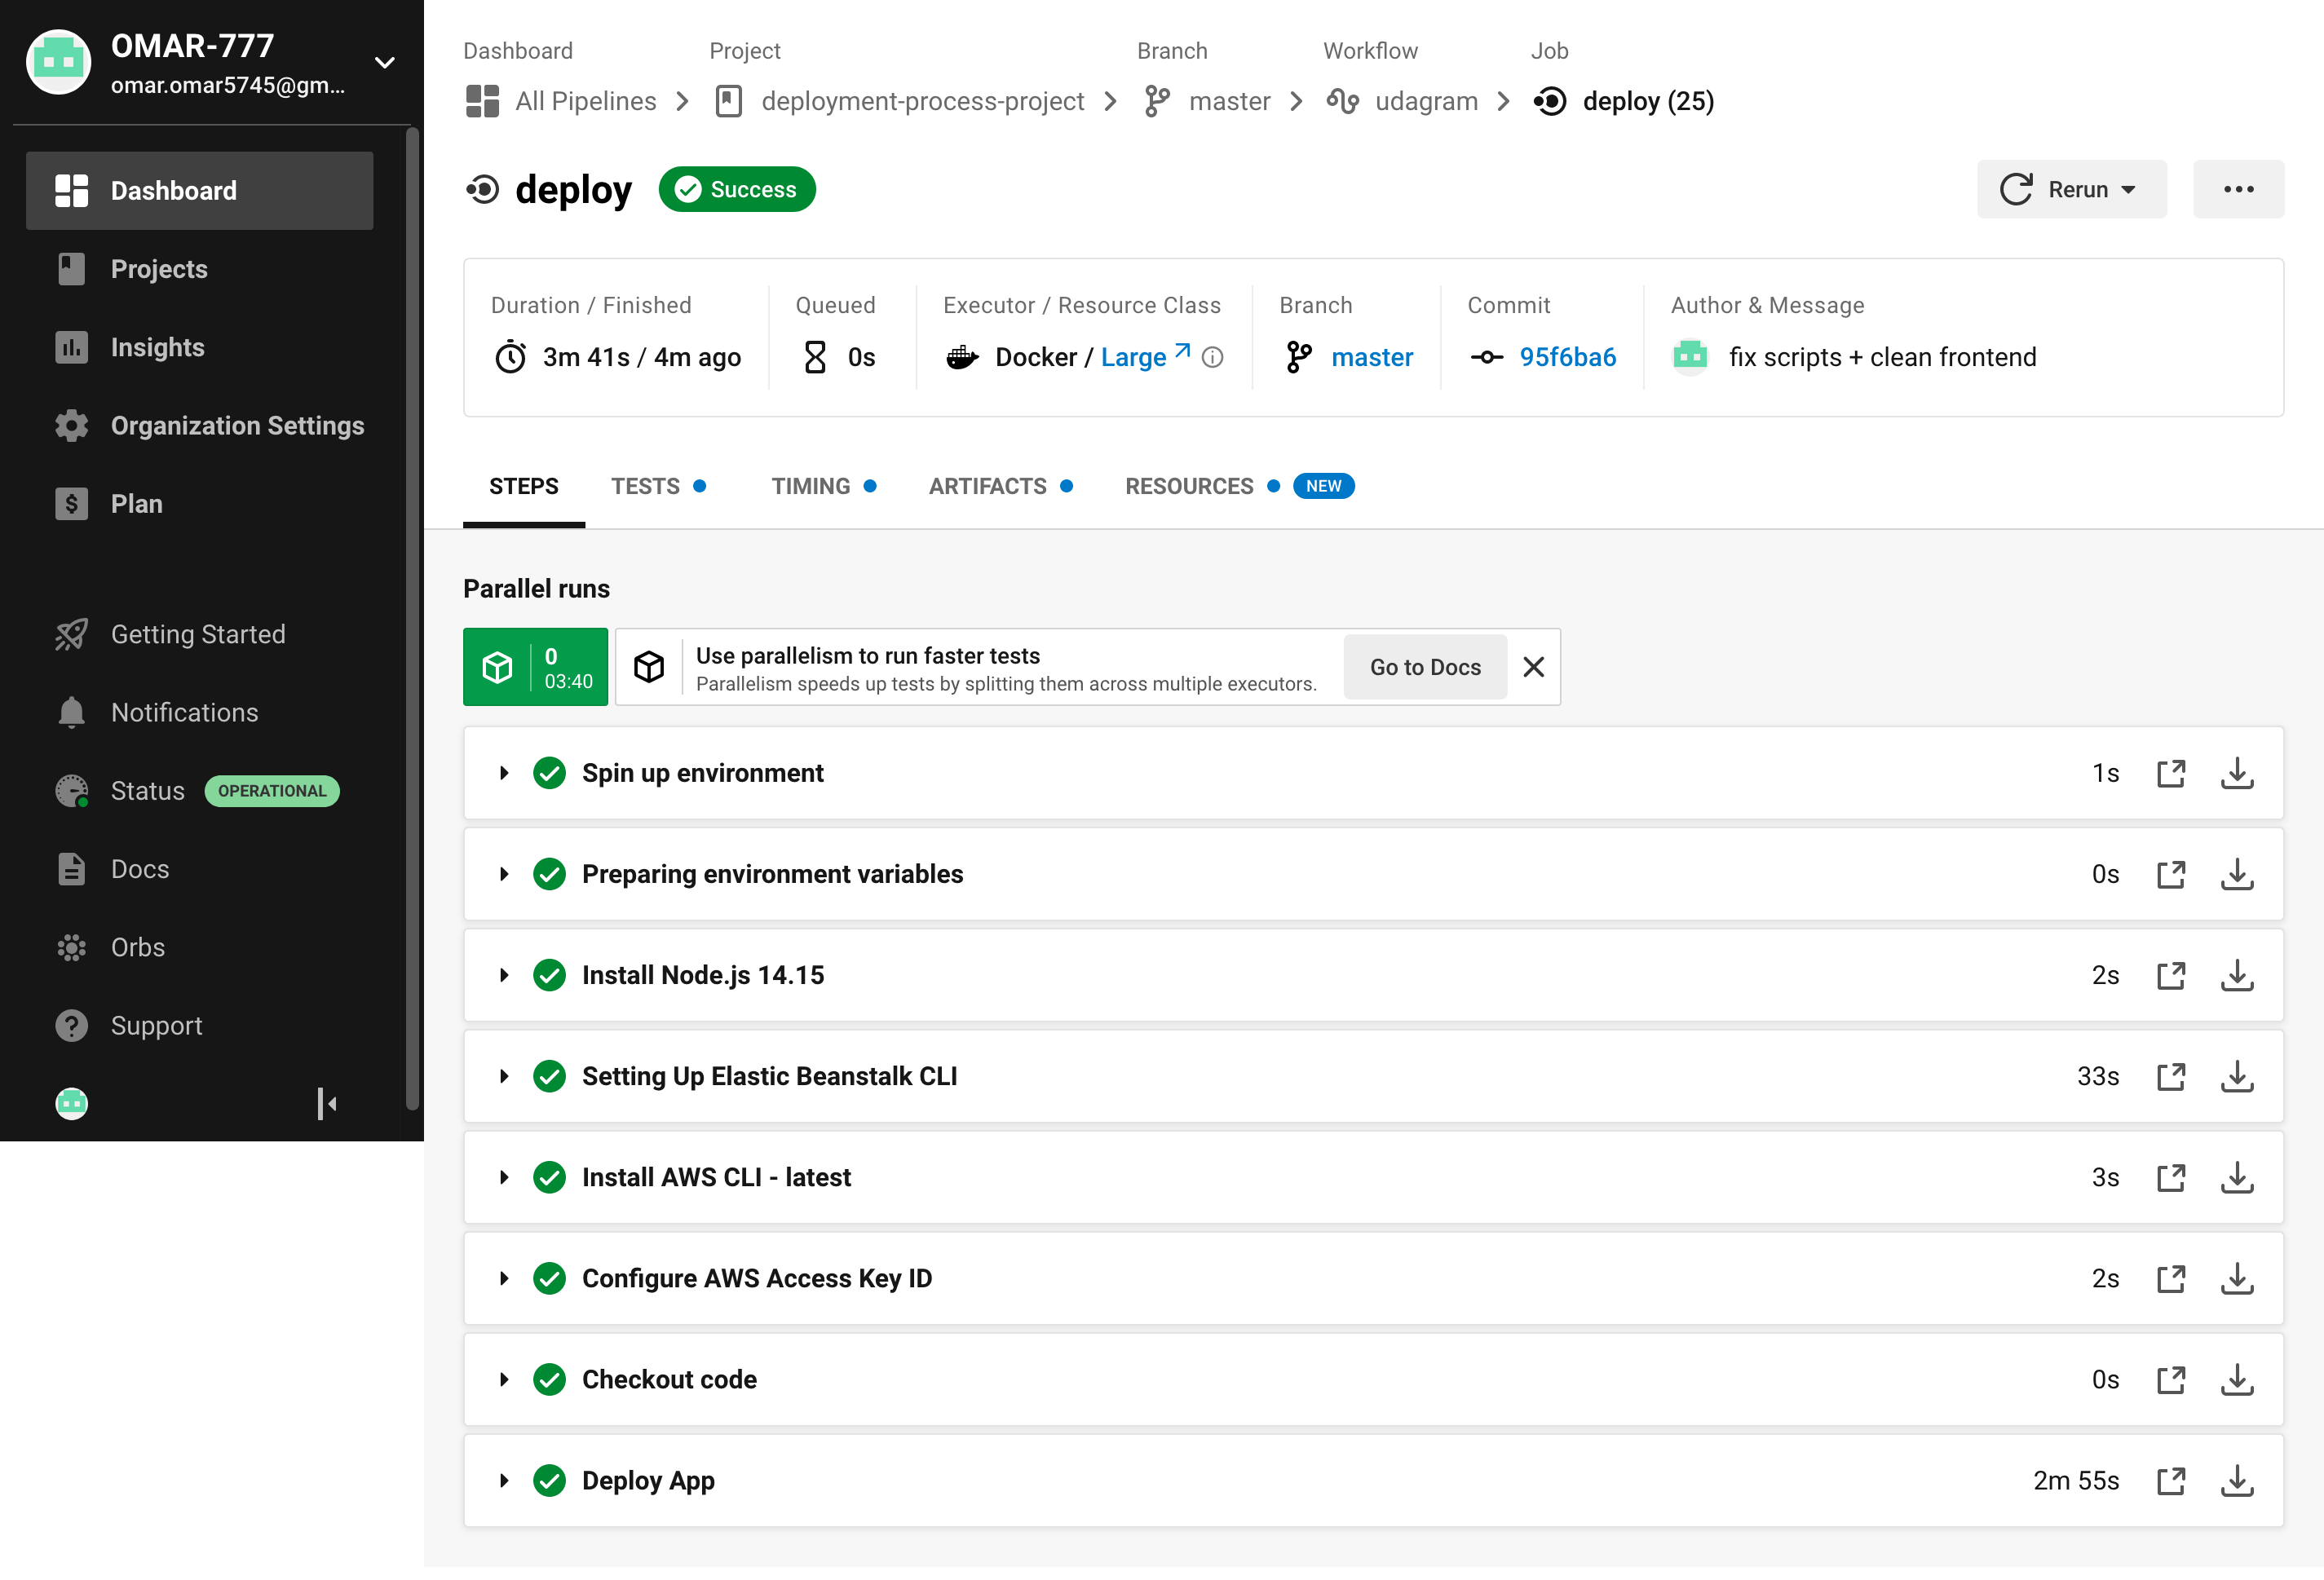 OMAR-777
omar.omar5745@gm...
Dashboard
Projects
Insights
Organization Settings
Plan
Getting Started
Notifications
Status OPERATIONAL
Docs
Orbs
Support
Dashboard Project Branch Workflow Job
All Pipelines deployment-process-project master udagram deploy (25)
deploy Success Rerun
Duration / Finished Queued Executor / Resource Class Branch Commit Author & Message
3m 41s / 4m ago 0s Docker / Large master 95f6ba6 fix scripts + clean frontend
STEPS TESTS TIMING ARTIFACTS RESOURCES NEW
Parallel runs
0
03:40
Use parallelism to run faster tests
Parallelism speeds up tests by splitting them across multiple executors.
Go to Docs
Spin up environment 1s
Preparing environment variables 0s
Install Node.js 14.15 2s
Setting Up Elastic Beanstalk CLI 33s
Install AWS CLI - latest 3s
Configure AWS Access Key ID 2s
Checkout code 0s
Deploy App 2m 55s